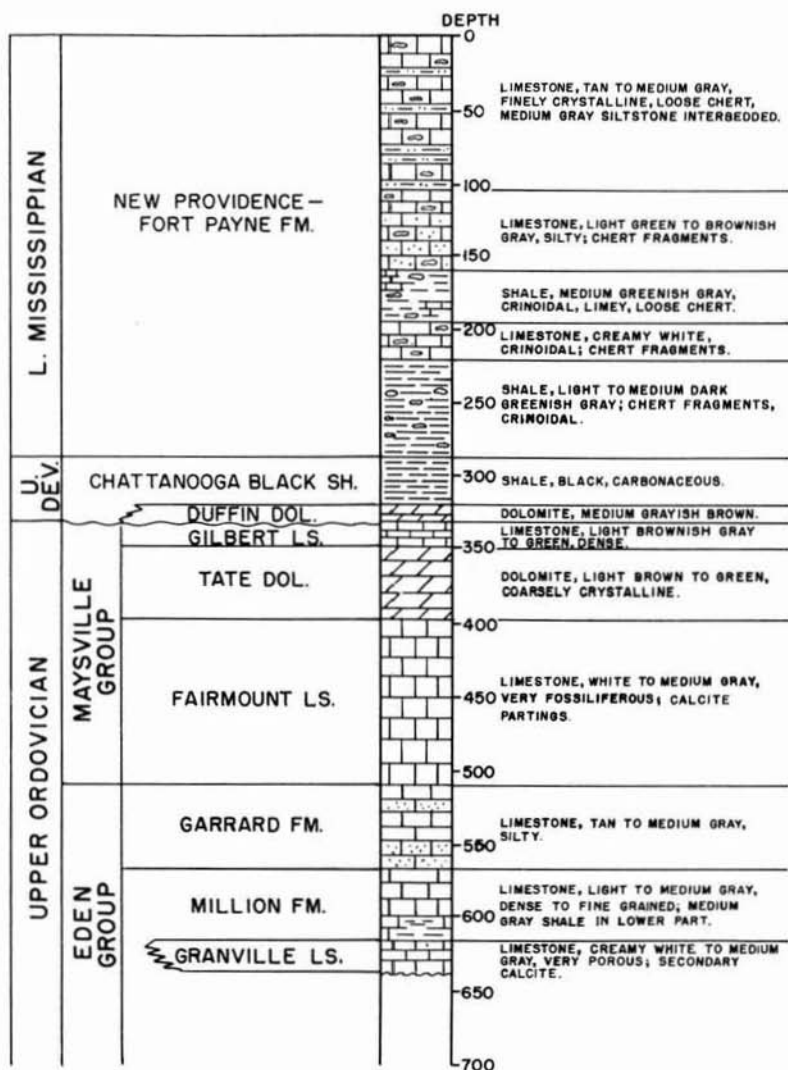 DEPTH
0
50
100
150
200
250
300
350
400
450
500
550
600
650
700
L. MISSISSIPPIAN
NEW PROVIDENCE–
FORT PAYNE FM.
LIMESTONE, TAN TO MEDIUM GRAY,
FINELY CRYSTALLINE, LOOSE CHERT,
MEDIUM GRAY SILTSTONE INTERBEDDED.
LIMESTONE, LIGHT GREEN TO BROWNISH
GRAY, SILTY; CHERT FRAGMENTS.
SHALE, MEDIUM GREENISH GRAY,
CRINOIDAL, LIMEY, LOOSE CHERT.
LIMESTONE, CREAMY WHITE,
CRINOIDAL; CHERT FRAGMENTS.
SHALE, LIGHT TO MEDIUM DARK
GREENISH GRAY; CHERT FRAGMENTS,
CRINOIDAL.
U.
DEV.
CHATTANOOGA BLACK SH.
SHALE, BLACK, CARBONACEOUS.
DUFFIN DOL.
DOLOMITE, MEDIUM GRAYISH BROWN.
UPPER ORDOVICIAN
MAYSVILLE
GROUP
GILBERT LS.
LIMESTONE, LIGHT BROWNISH GRAY
TO GREEN, DENSE.
TATE DOL.
DOLOMITE, LIGHT BROWN TO GREEN,
COARSELY CRYSTALLINE.
FAIRMOUNT LS.
LIMESTONE, WHITE TO MEDIUM GRAY,
VERY FOSSILIFEROUS; CALCITE
PARTINGS.
EDEN
GROUP
GARRARD FM.
LIMESTONE, TAN TO MEDIUM GRAY,
SILTY.
MILLION FM.
LIMESTONE, LIGHT TO MEDIUM GRAY,
DENSE TO FINE GRAINED; MEDIUM
GRAY SHALE IN LOWER PART.
GRANVILLE LS.
LIMESTONE, CREAMY WHITE TO MEDIUM
GRAY, VERY POROUS; SECONDARY
CALCITE.